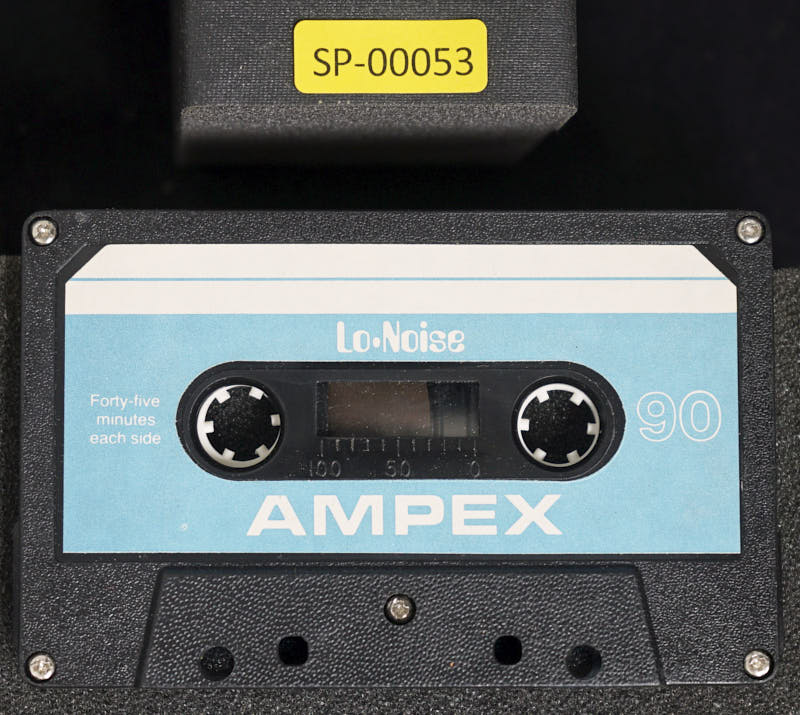 SP-00053
Lo•Noise
Forty-five
minutes
each side
90
100 50 0
AMPEX